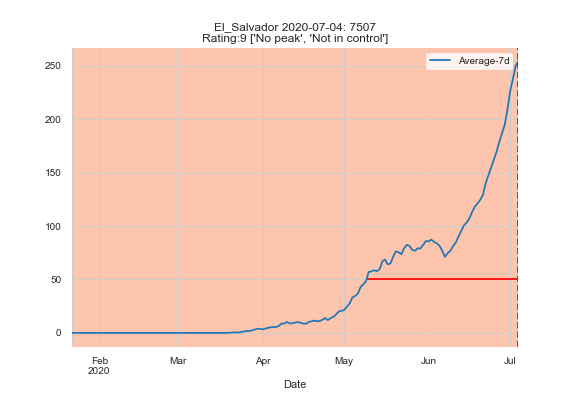 El_Salvador 2020-07-04: 7507
Rating:9 ['No peak', 'Not in control']
Average-7d
250
200
150
100
50
0
Feb Mar Apr May Jun Jul
2020
Date